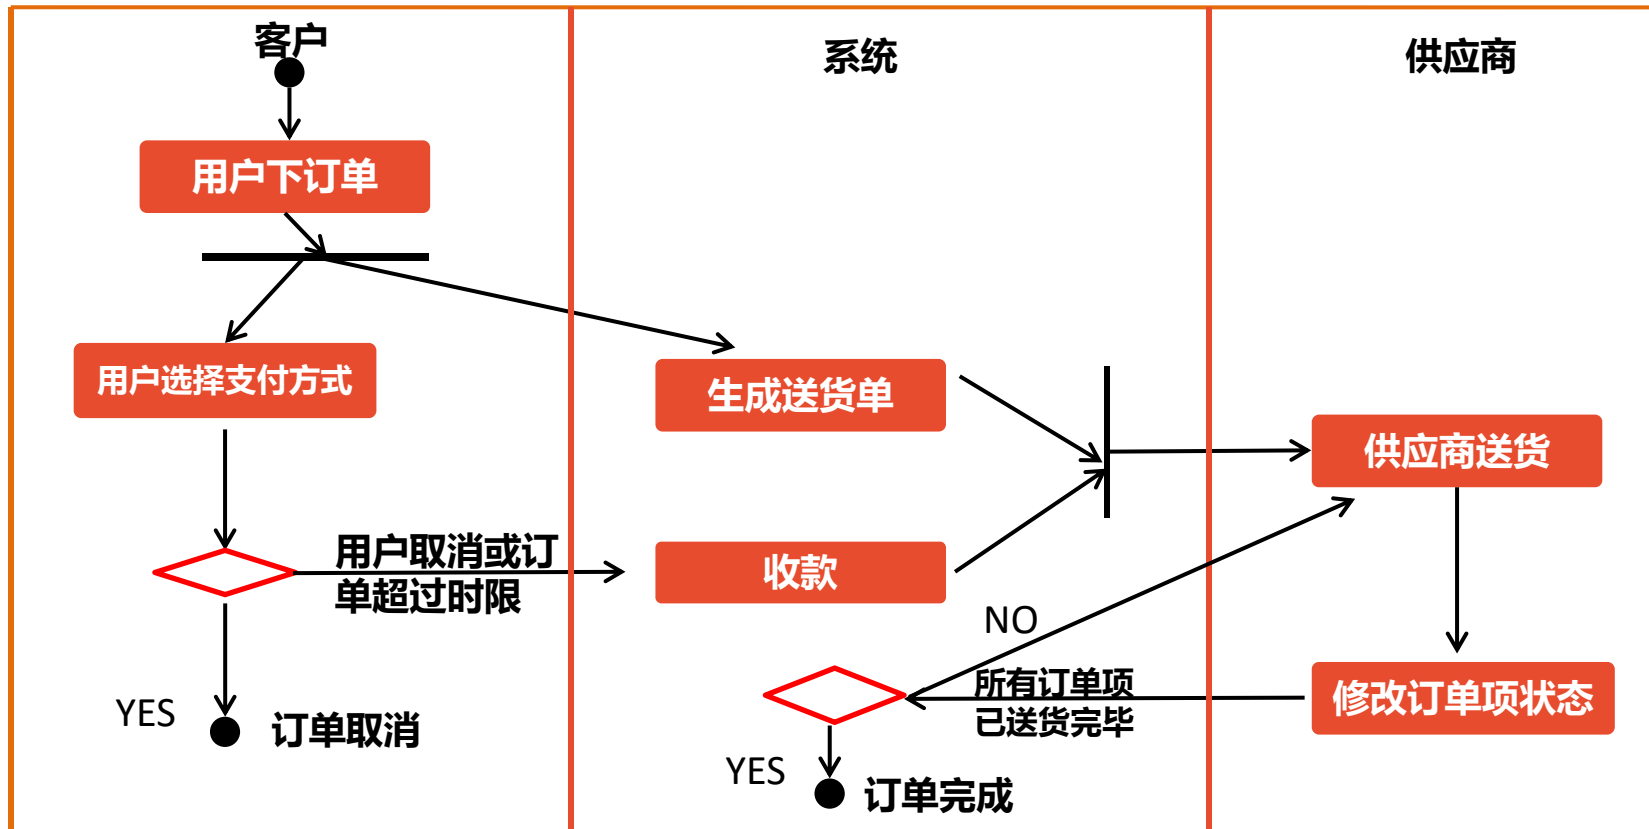 客户
系统
供应商
用户下订单
用户选择支付方式
生成送货单
供应商送货
用户取消或订
单超过时限
收款
NO
所有订单项
已送货完毕
修改订单项状态
YES
订单取消
YES
订单完成